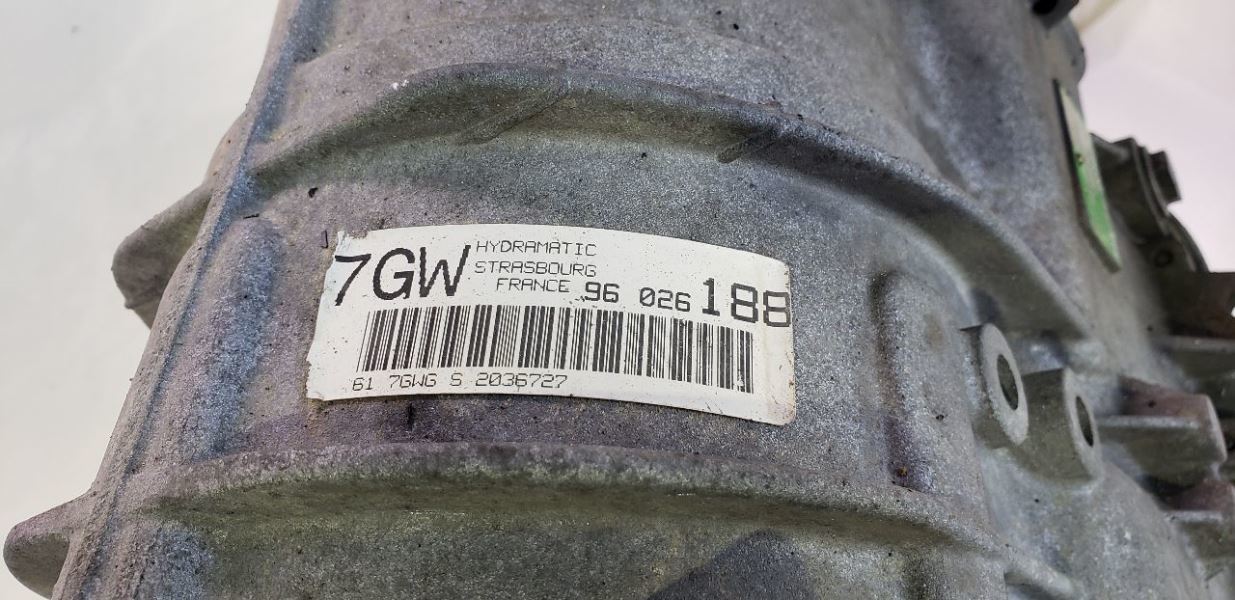 7GW HYDRAMATIC
STRASBOURG
FRANCE 96 026 188
61 7GWG S 2036727